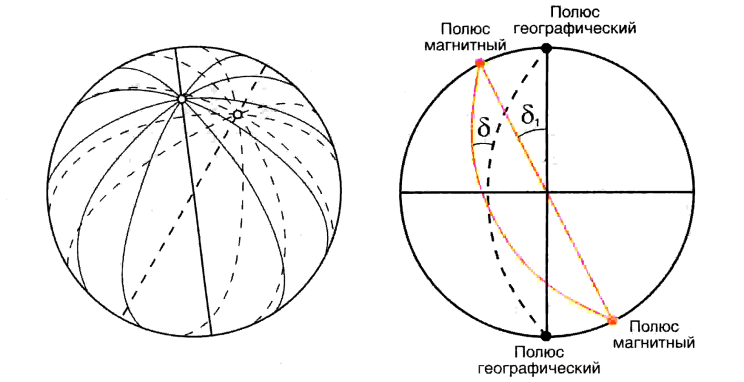 Полюс
магнитный
Полюс
географический
δ
δ₁
Полюс
географический
Полюс
магнитный